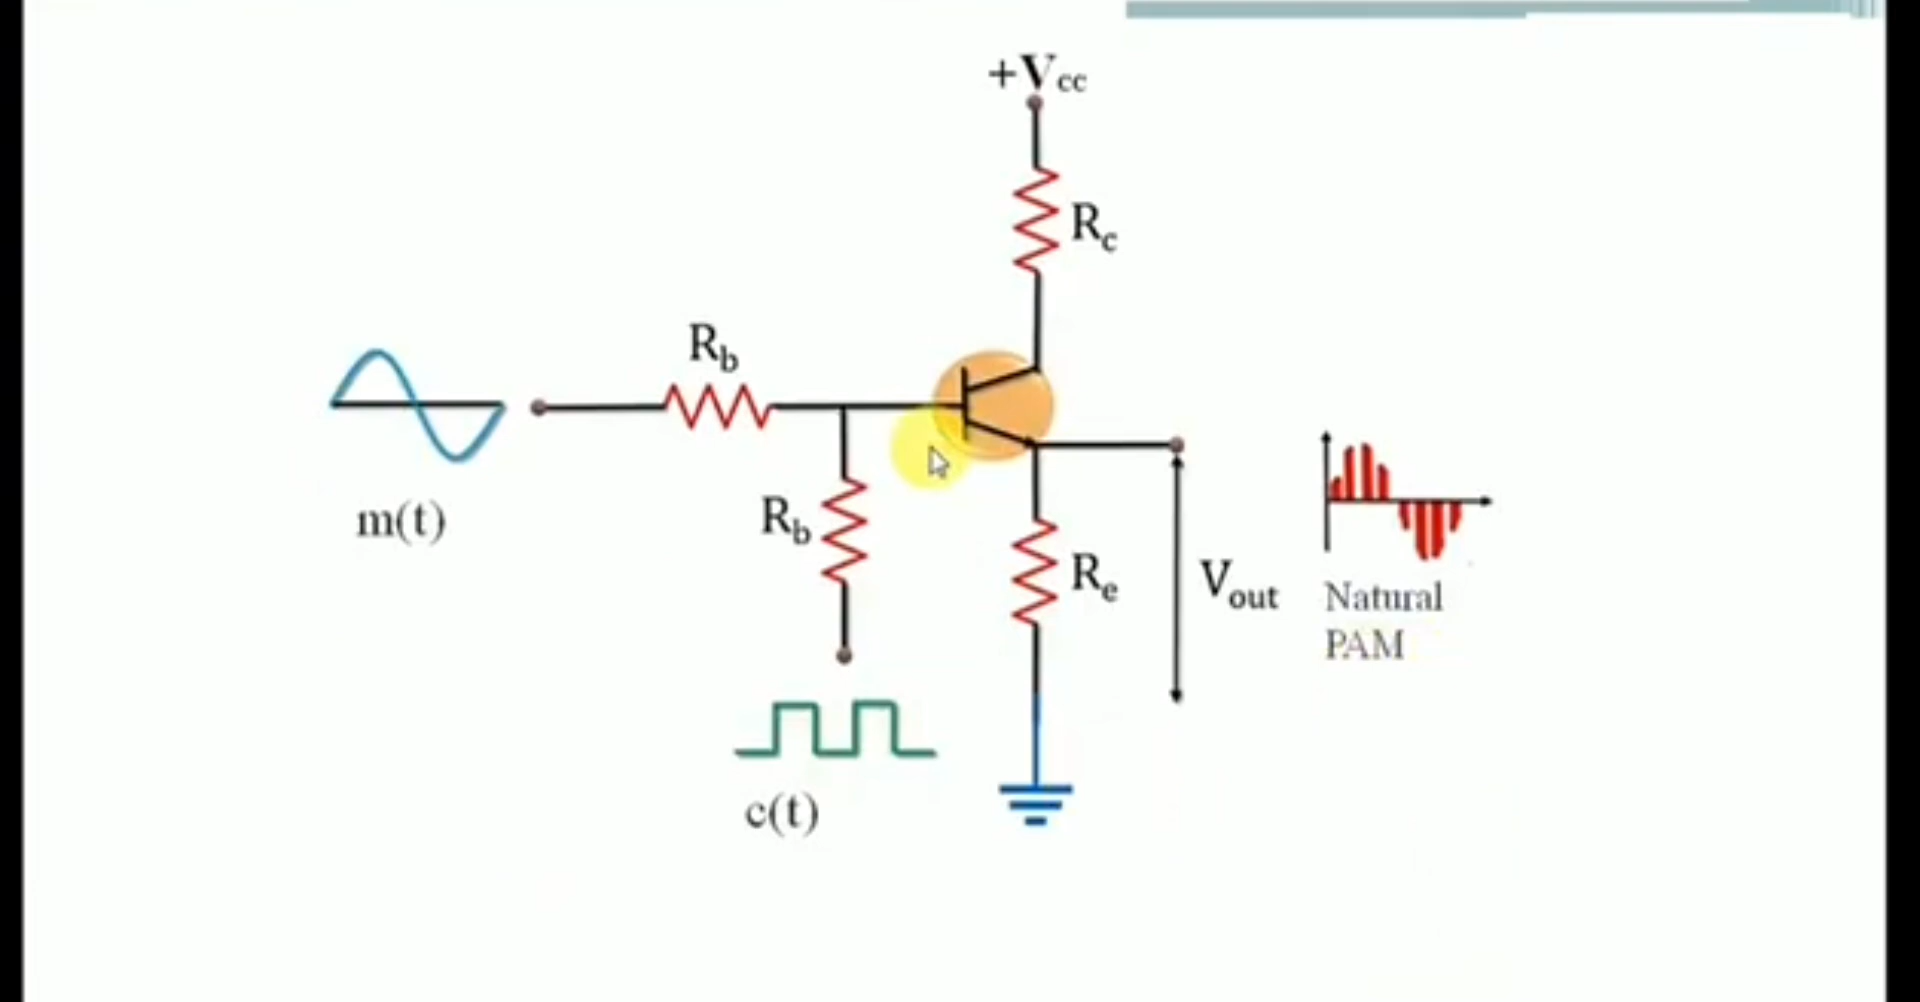 +Vcc
Rc
Rb
m(t)
Rb
Re
Vout
Natural
PAM
c(t)